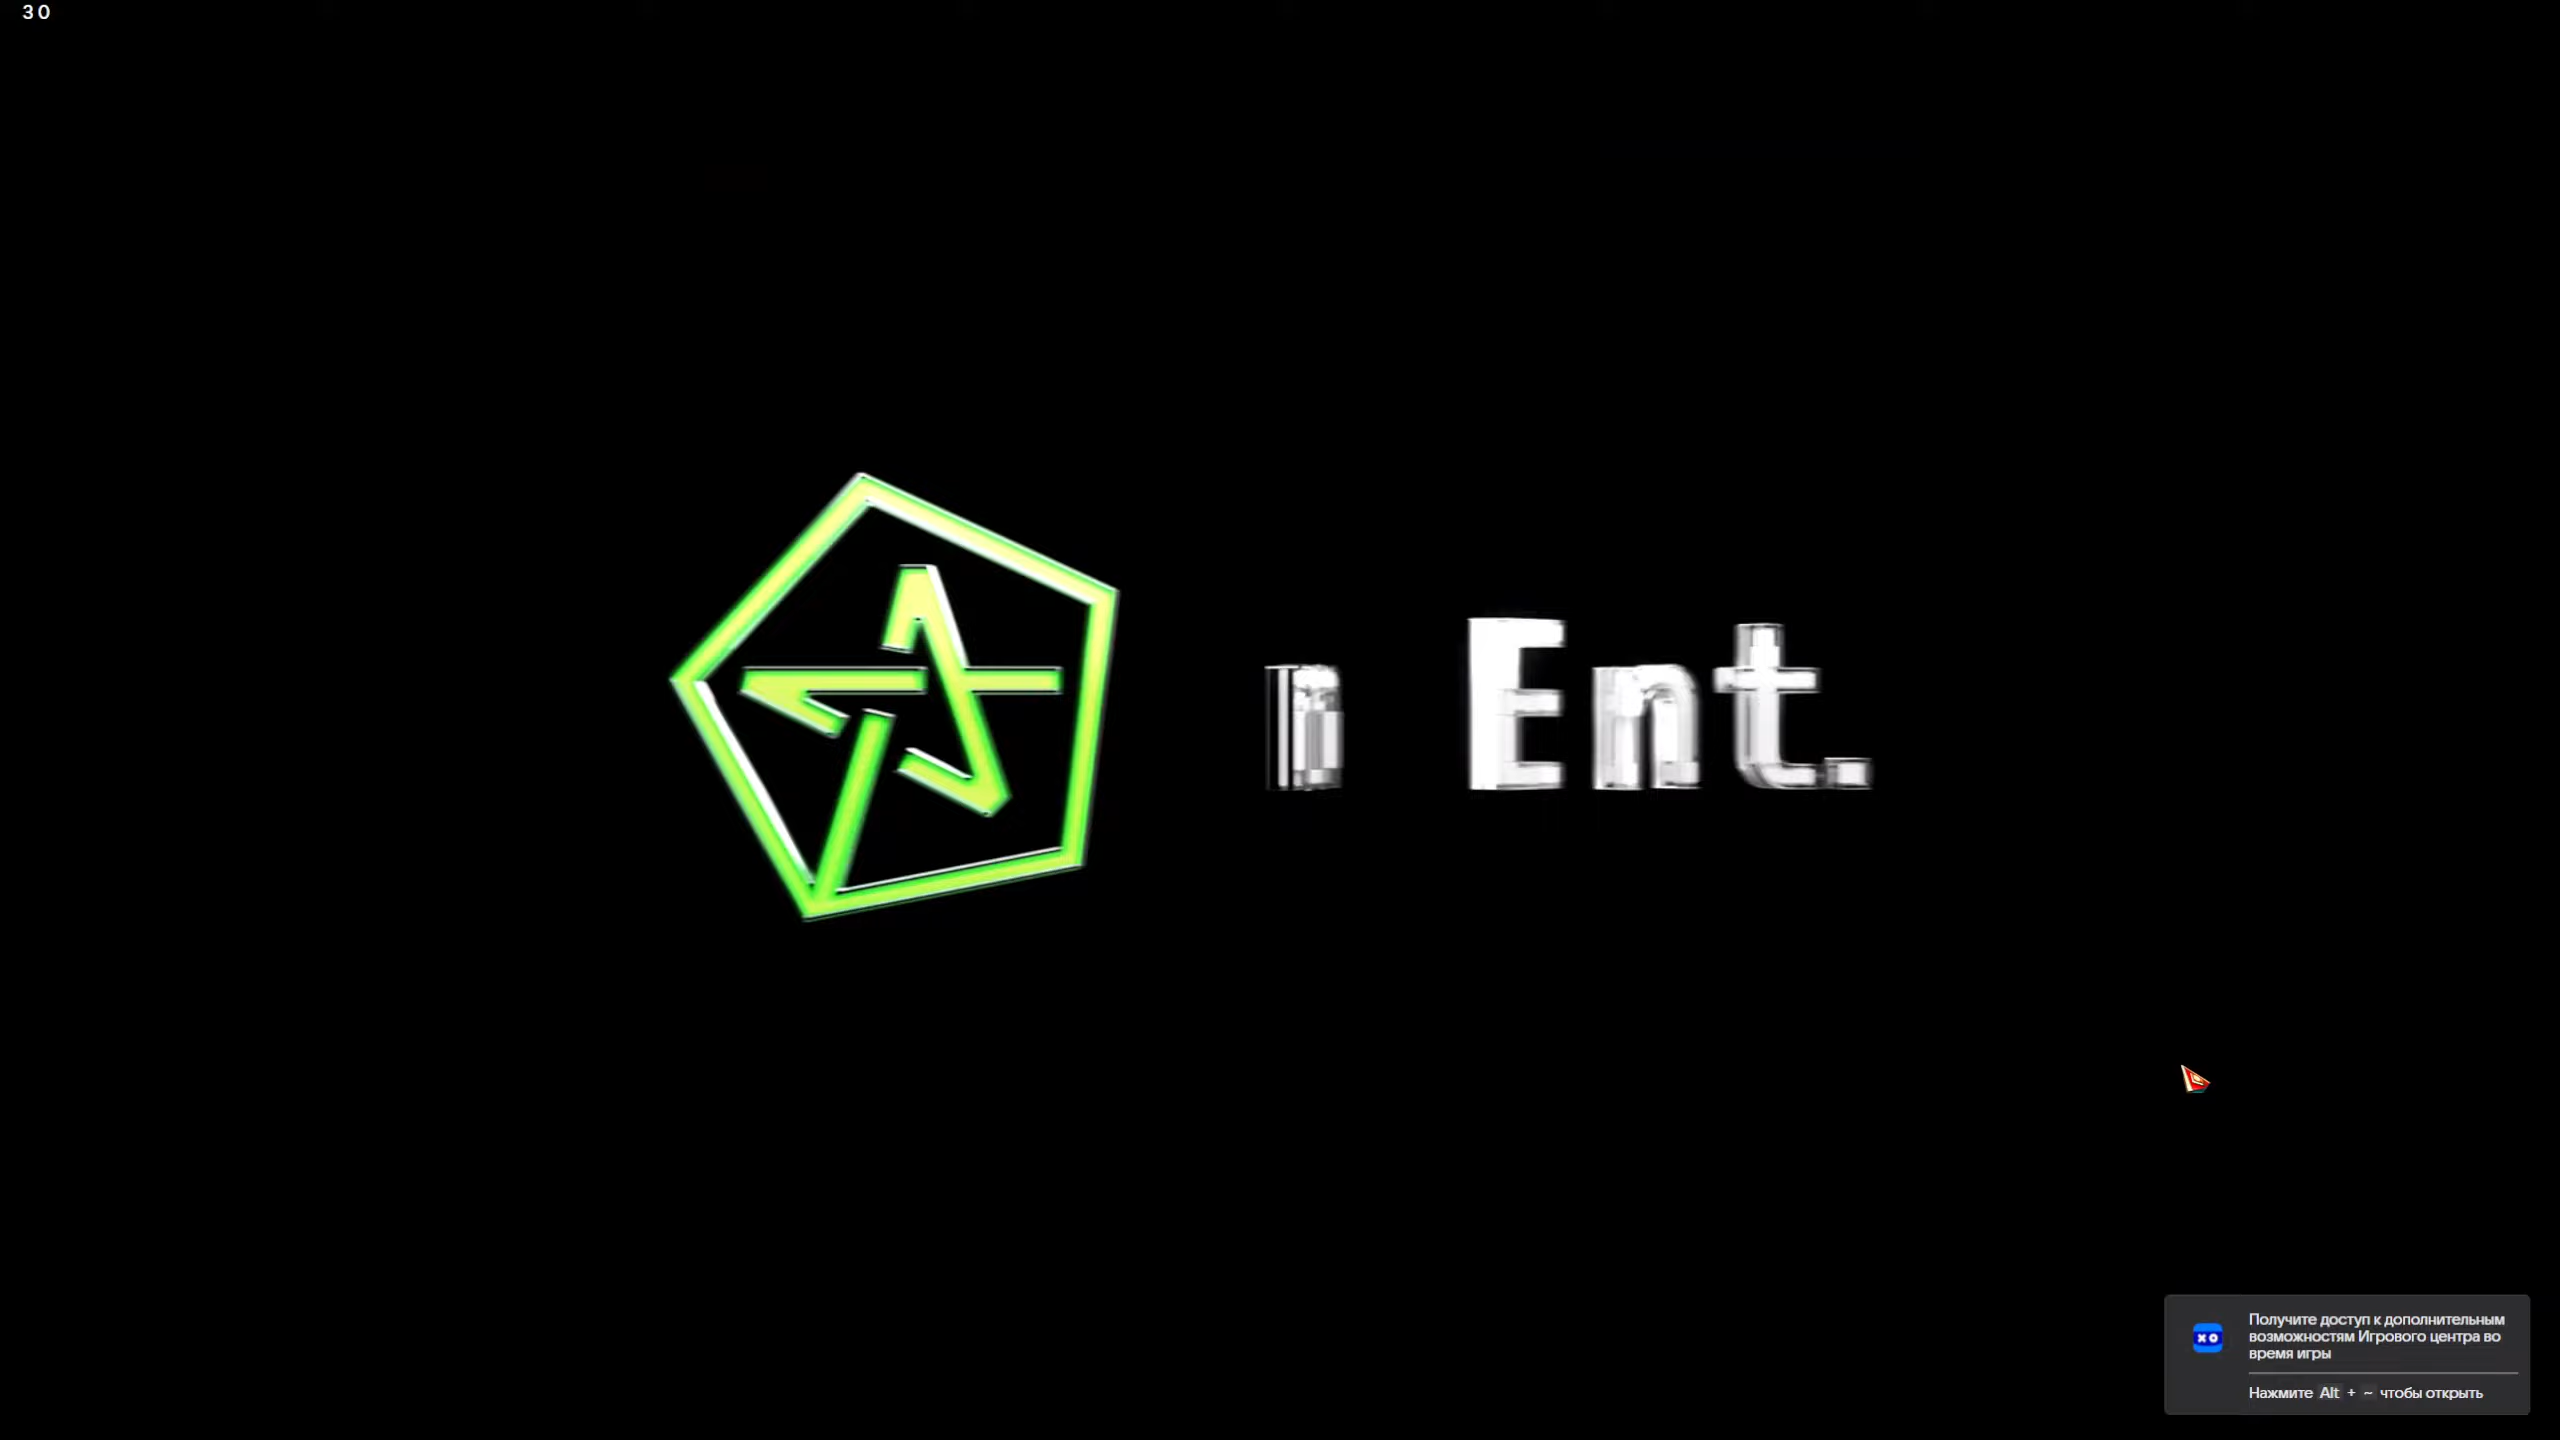 30
n Ent.
Получите доступ к дополнительным
возможностям Игрового центра во
время игры
Нажмите Alt + ~ чтобы открыть